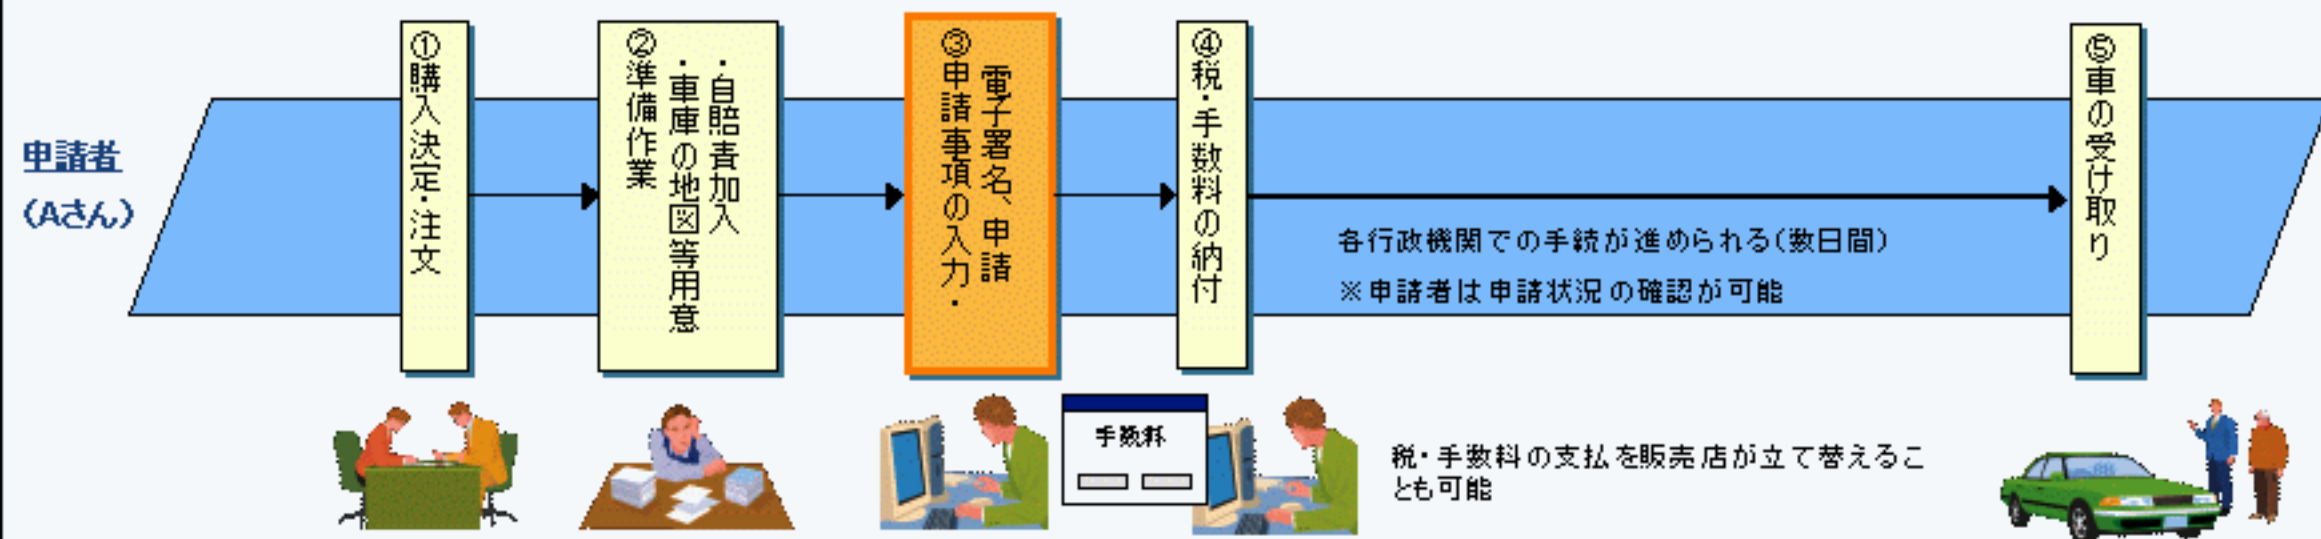 申請者
（Aさん）
①購入決定・注文
②準備作業
・車庫の地図等用意
・自賠責加入
③申請事項の入力・
電子署名、申請
④税・手数料の納付
各行政機関での手続が進められる（数日間）
※申請者は申請状況の確認が可能
⑤車の受け取り
手数料
税・手数料の支払を販売店が立て替えるこ
とも可能